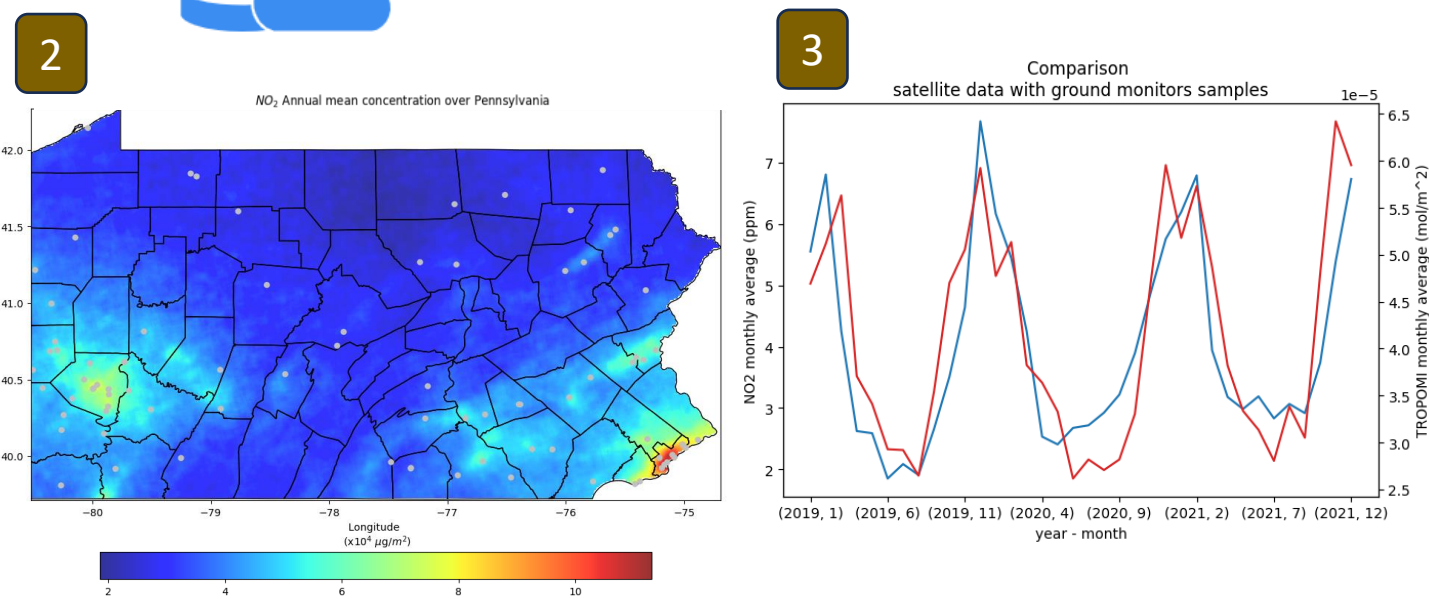 2
NO₂ Annual mean concentration over Pennsylvania
42.0
41.5
41.0
40.5
40.0
−80 −79 −78 −77 −76 −75
Longitude
(x10⁴ μg/m²)
2 4 6 8 10
3
Comparison
satellite data with ground monitors samples
1e−5
NO2 monthly average (ppm)
7
6
5
4
3
2
6.5
6.0
5.5
5.0
4.5
4.0
3.5
3.0
2.5
TROPOMI monthly average (mol/m^2)
(2019, 1) (2019, 6) (2019, 11) (2020, 4) (2020, 9) (2021, 2) (2021, 7) (2021, 12)
year - month